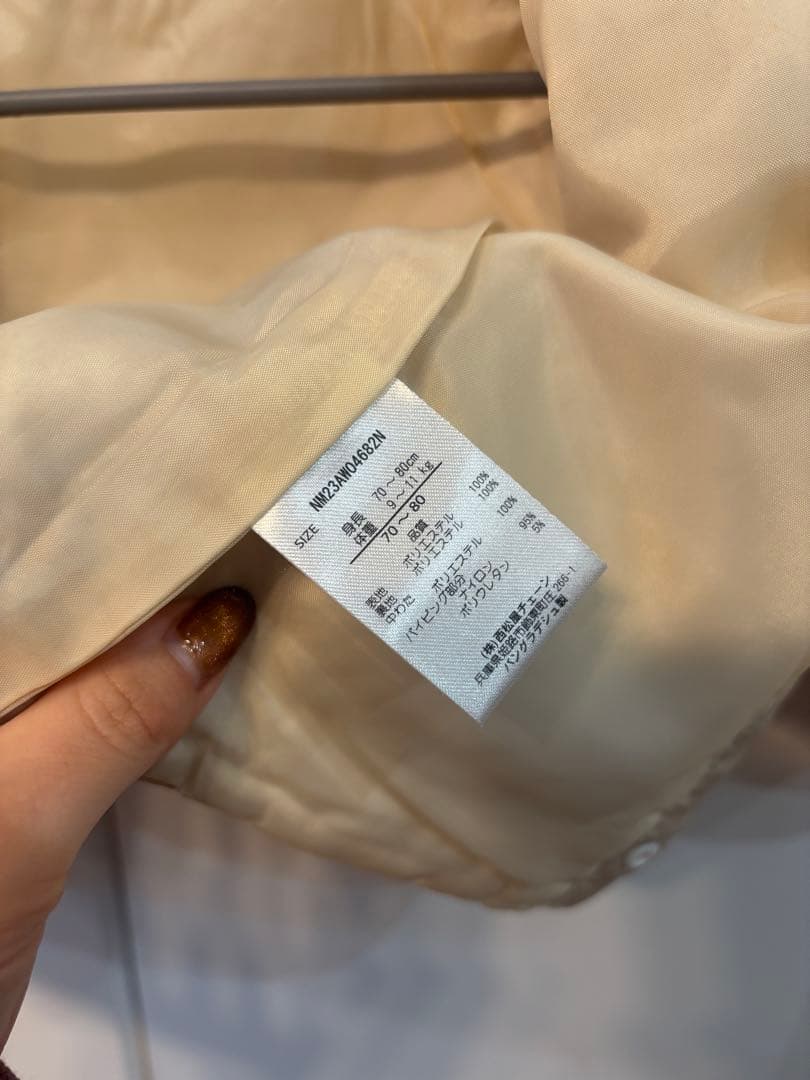 NM23AW04682N
SIZE
身長 70～80cm
体重 9～11 kg
70～80
品質
表地 ポリエステル 100%
裏地 ポリエステル 100%
中わた ポリエステル 100%
パイピング部分
ナイロン 95%
ポリウレタン 5%
(株)西松屋チェーン
兵庫県姫路市飾東町庄 266-1
バングラデシュ製